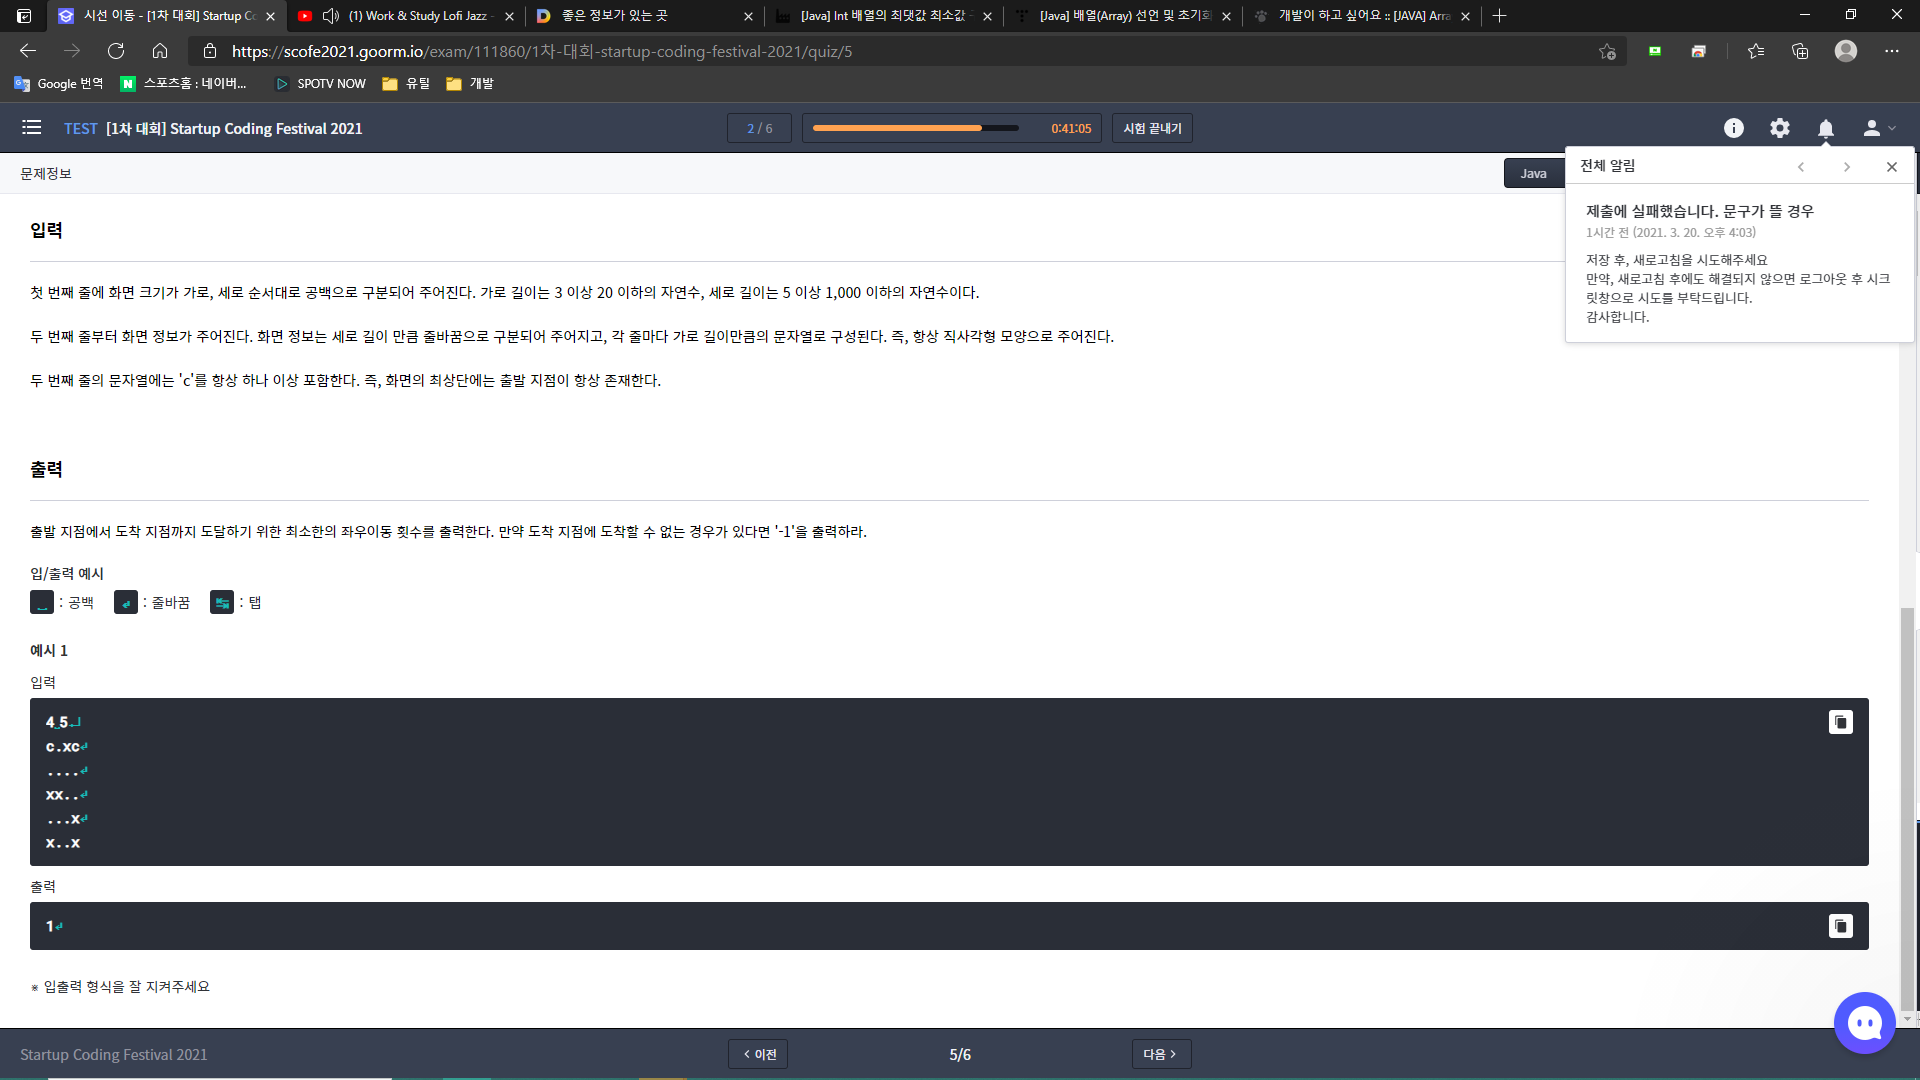 시선 이동 - [1차 대회] Startup Co
(1) Work & Study Lofi Jazz -
좋은 정보가 있는 곳
[Java] Int 배열의 최댓값 최소값 -
[Java] 배열(Array) 선언 및 초기화
개발이 하고 싶어요 :: [JAVA] Arra
https://scofe2021.goorm.io/exam/111860/1차-대회-startup-coding-festival-2021/quiz/5
Google 번역
스포츠홈 : 네이버...
SPOTV NOW
유틸
개발
TEST [1차 대회] Startup Coding Festival 2021
2 / 6
0:41:05
시험 끝내기
문제정보
Java
전체 알림
제출에 실패했습니다. 문구가 뜰 경우
1시간 전 (2021. 3. 20. 오후 4:03)
저장 후, 새로고침을 시도해주세요
만약, 새로고침 후에도 해결되지 않으면 로그아웃 후 시크
릿창으로 시도를 부탁드립니다.
감사합니다.
입력
첫 번째 줄에 화면 크기가 가로, 세로 순서대로 공백으로 구분되어 주어진다. 가로 길이는 3 이상 20 이하의 자연수, 세로 길이는 5 이상 1,000 이하의 자연수이다.
두 번째 줄부터 화면 정보가 주어진다. 화면 정보는 세로 길이 만큼 줄바꿈으로 구분되어 주어지고, 각 줄마다 가로 길이만큼의 문자열로 구성된다. 즉, 항상 직사각형 모양으로 주어진다.
두 번째 줄의 문자열에는 'c'를 항상 하나 이상 포함한다. 즉, 화면의 최상단에는 출발 지점이 항상 존재한다.
출력
출발 지점에서 도착 지점까지 도달하기 위한 최소한의 좌우이동 횟수를 출력한다. 만약 도착 지점에 도착할 수 없는 경우가 있다면 '-1'을 출력하라.
입/출력 예시
: 공백 : 줄바꿈 : 탭
예시 1
입력
4 5
c.xc
....
xx..
...x
x..x
출력
1
※ 입출력 형식을 잘 지켜주세요
Startup Coding Festival 2021
이전
5/6
다음